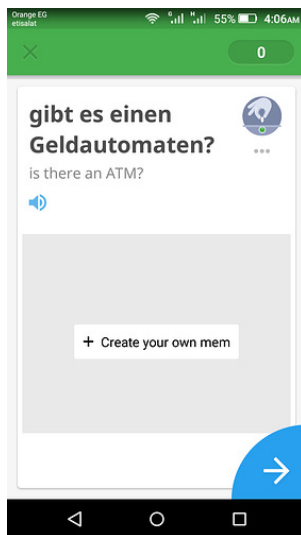 Orange EG
etisalat
55% 4:06AM
0
gibt es einen
Geldautomaten?
is there an ATM?
+ Create your own mem